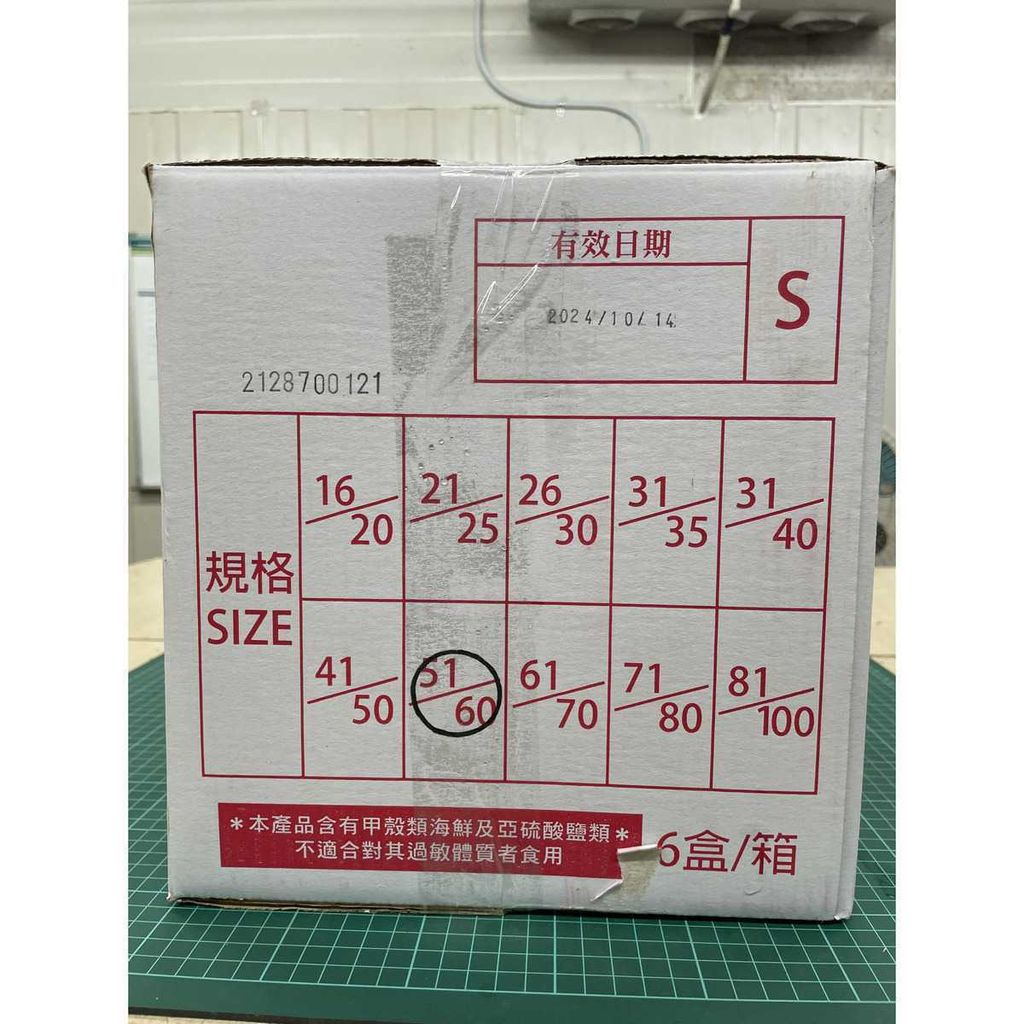 有效日期
S
2024/10/14
2128700121
規格
SIZE
16/20
21/25
26/30
31/35
31/40
41/50
51/60
61/70
71/80
81/100
*本產品含有甲殼類海鮮及亞硫酸鹽類*
不適合對其過敏體質者食用
6盒/箱